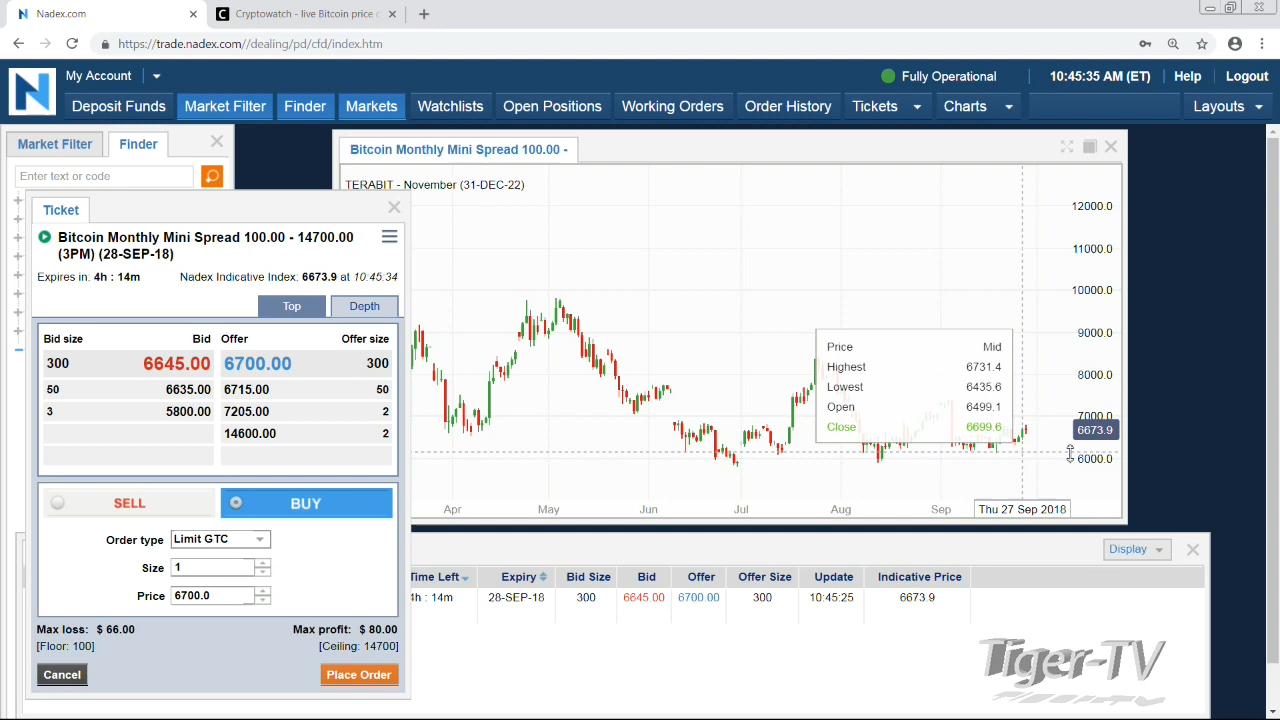 Nadex.com
Cryptowatch - live Bitcoin price
https://trade.nadex.com//dealing/pd/cfd/index.htm
My Account
Fully Operational
10:45:35 AM (ET)
Help
Logout
Deposit Funds
Market Filter
Finder
Markets
Watchlists
Open Positions
Working Orders
Order History
Tickets
Charts
Layouts
Market Filter
Finder
Enter text or code
Bitcoin Monthly Mini Spread 100.00 -
TERABIT - November (31-DEC-22)
Ticket
Bitcoin Monthly Mini Spread 100.00 - 14700.00
(3PM) (28-SEP-18)
Expires in: 4h : 14m
Nadex Indicative Index: 6673.9 at 10:45:34
Top
Depth
Bid size Bid Offer Offer size
300 6645.00 6700.00 300
50 6635.00 6715.00 50
3 5800.00 7205.00 2
14600.00 2
SELL
BUY
Order type Limit GTC
Size 1
Price 6700.0
Max loss: $ 66.00
Max profit: $ 80.00
[Floor: 100]
[Ceiling: 14700]
Cancel
Place Order
12000.0
11000.0
10000.0
9000.0
8000.0
7000.0
6673.9
6000.0
Price Mid
Highest 6731.4
Lowest 6435.6
Open 6499.1
Close 6699.6
Apr May Jun Jul Aug Sep Thu 27 Sep 2018
Display
Time Left Expiry Bid Size Bid Offer Offer Size Update Indicative Price
4h : 14m 28-SEP-18 300 6645.00 6700.00 300 10:45:25 6673.9
Tiger-TV